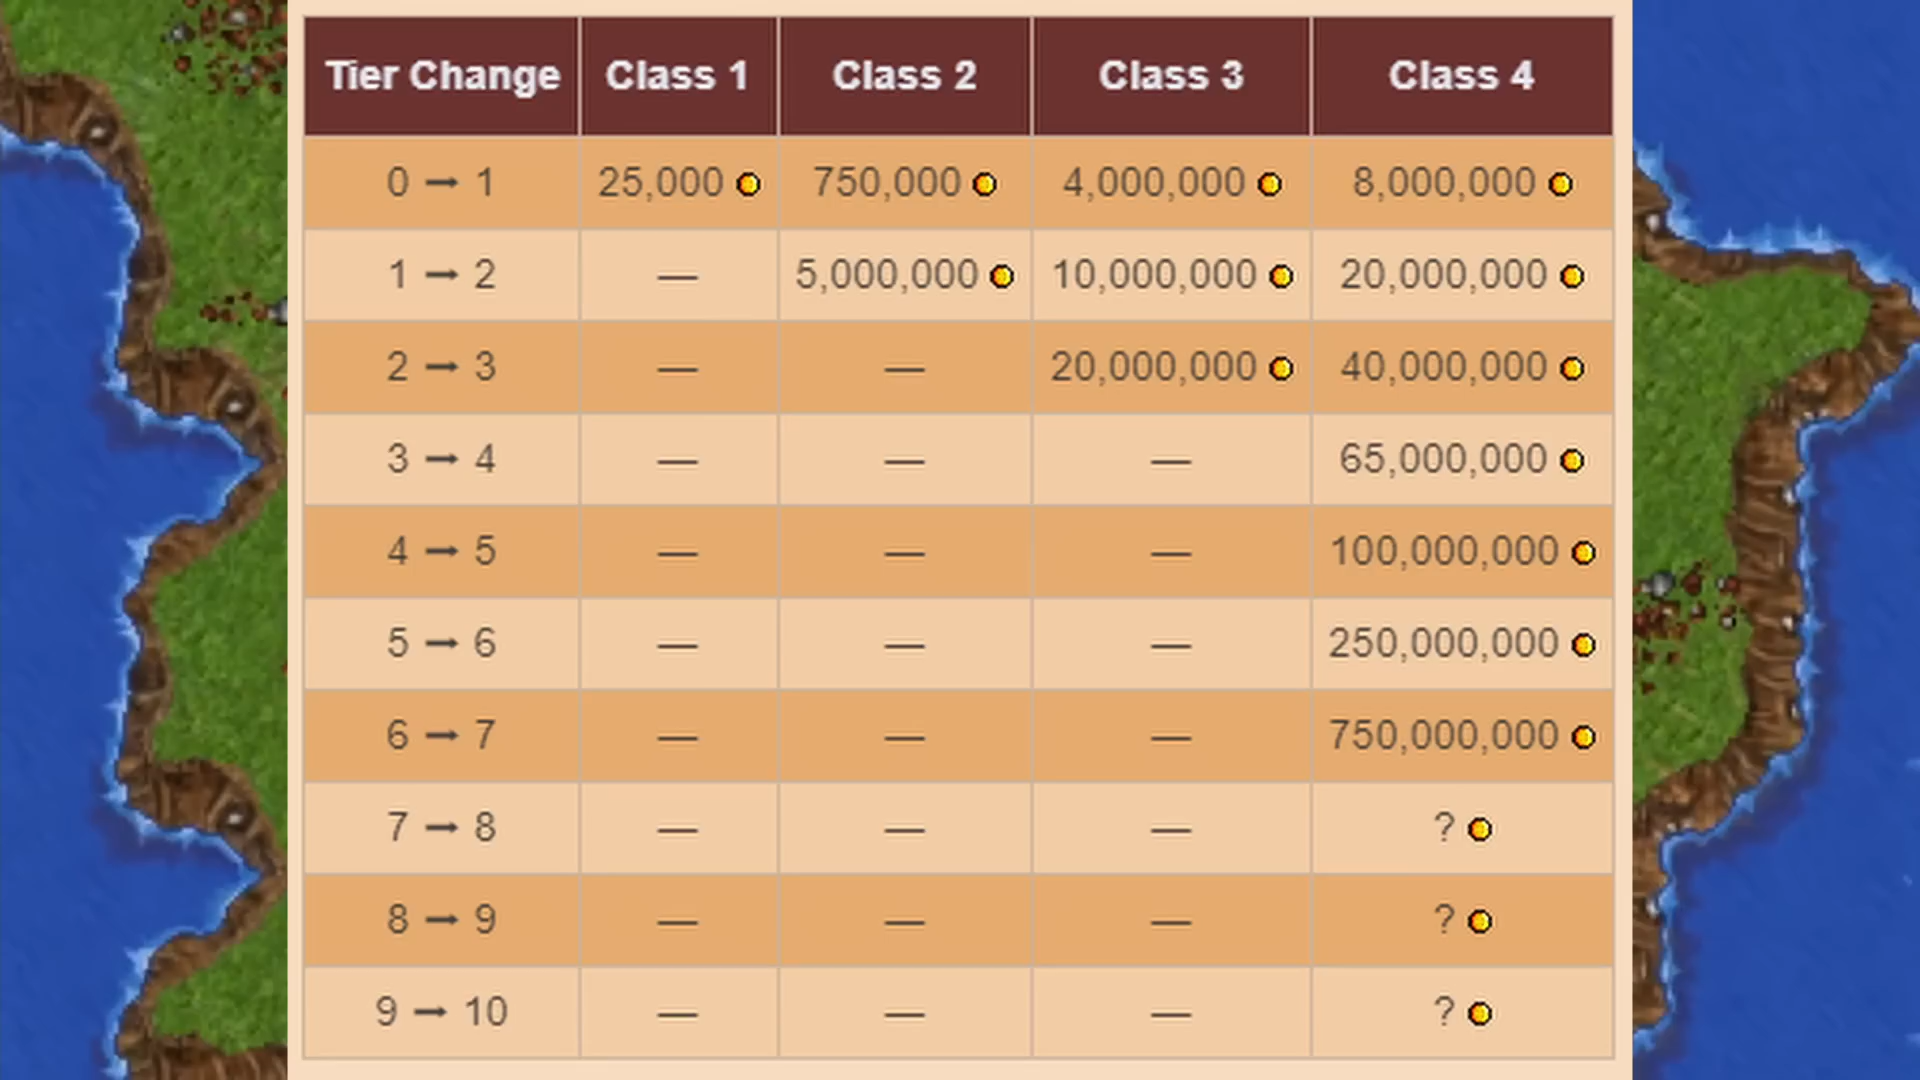 Tier Change Class 1 Class 2 Class 3 Class 4
0 → 1 25,000 750,000 4,000,000 8,000,000
1 → 2 — 5,000,000 10,000,000 20,000,000
2 → 3 — — 20,000,000 40,000,000
3 → 4 — — — 65,000,000
4 → 5 — — — 100,000,000
5 → 6 — — — 250,000,000
6 → 7 — — — 750,000,000
7 → 8 — — — ?
8 → 9 — — — ?
9 → 10 — — — ?